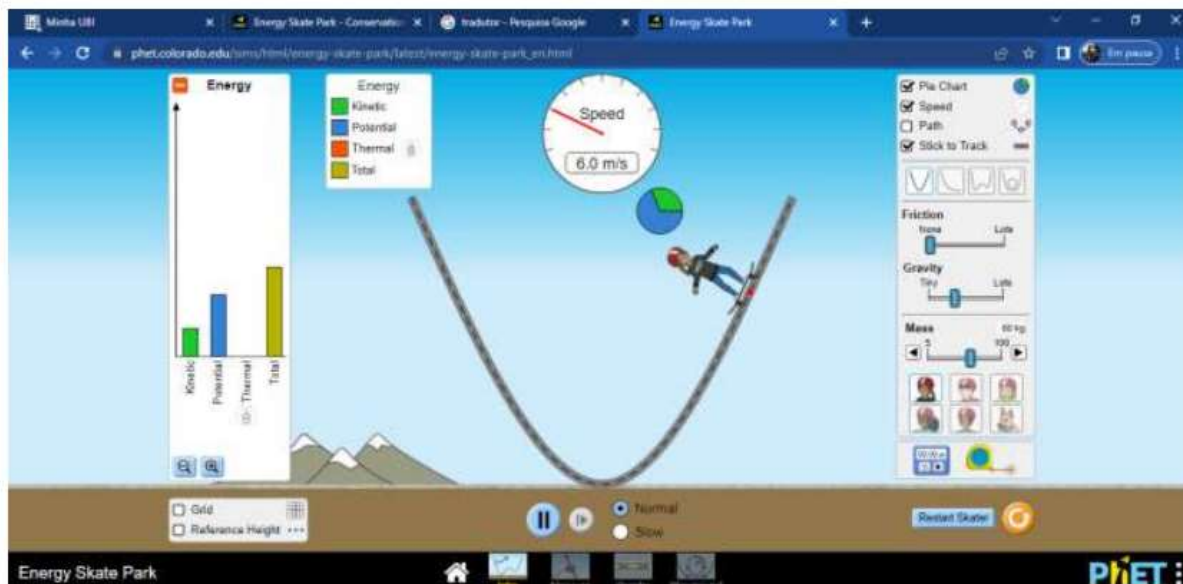 Minha UBI
Energy Skate Park - Conservation
tradutor - Pesquisa Google
Energy Skate Park
phet.colorado.edu/sims/html/energy-skate-park/latest/energy-skate-park_en.html
Em pausa
Energy
Kinetic
Potential
Thermal
Total
Energy
Kinetic
Potential
Thermal
Total
Speed
6.0 m/s
Pie Chart
Speed
Path
Stick to Track
Friction
None Lots
Gravity
Tiny Lots
Mass 60 kg
5 100
Grid
Reference Height
Normal
Slow
Restart Skater
Energy Skate Park
PhET